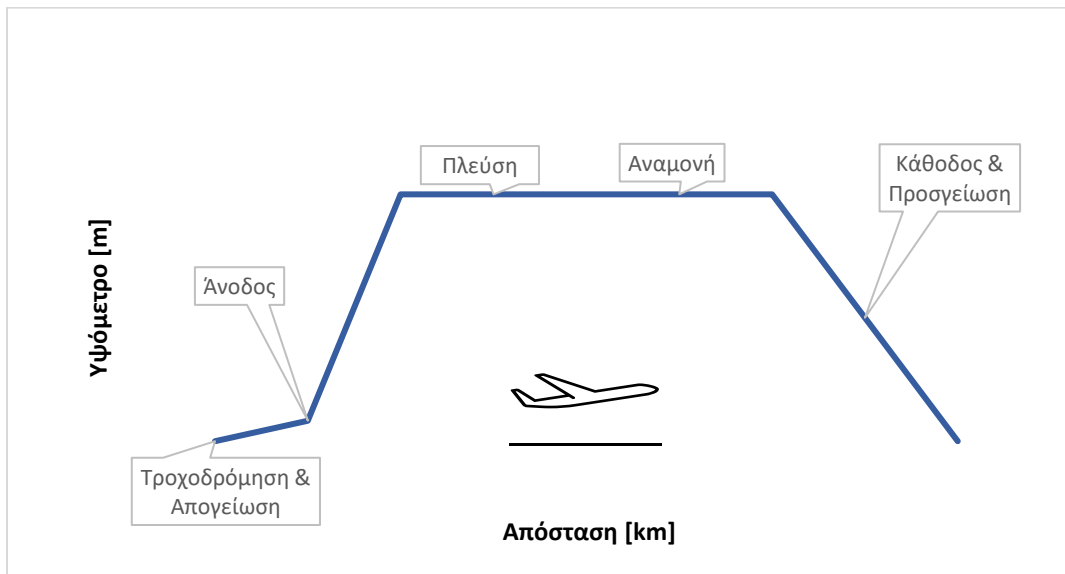 Πλεύση
Αναμονή
Κάθοδος &
Προσγείωση
Υψόμετρο [m]
Άνοδος
Τροχοδρόμηση &
Απογείωση
Απόσταση [km]